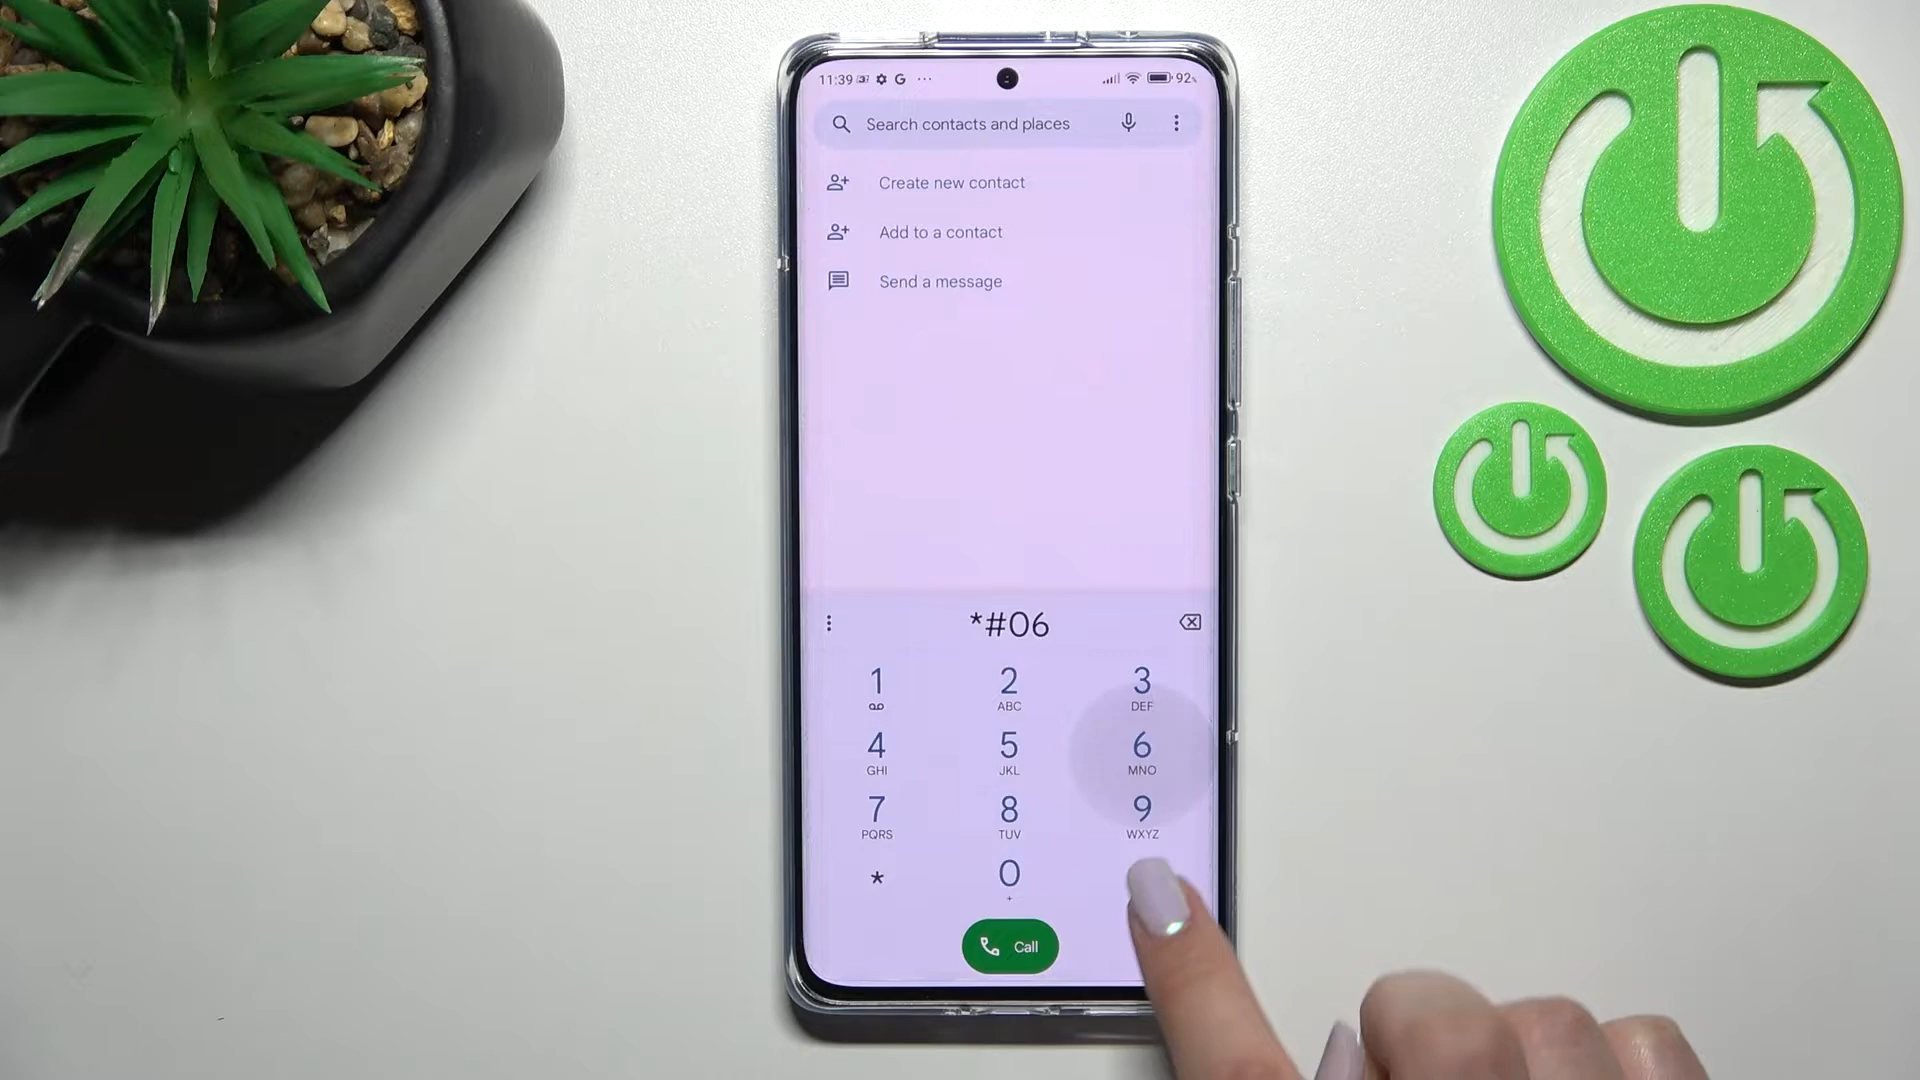 11:39 G ... 92%
Search contacts and places
Create new contact
Add to a contact
Send a message
*#06
1 2 3
ABC DEF
4 5 6
GHI JKL MNO
7 8 9
PQRS TUV WXYZ
* 0
+
Call